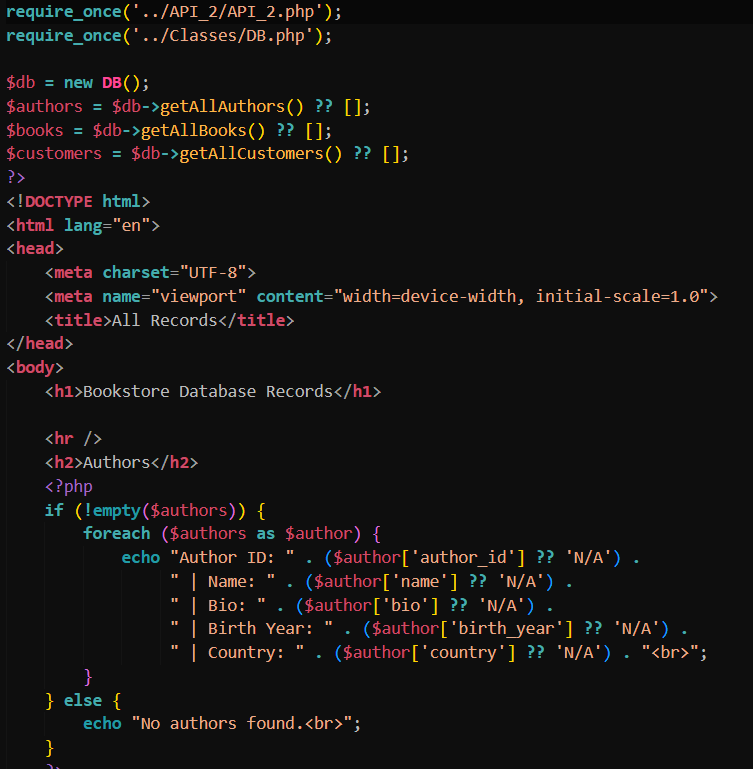 require_once('../API_2/API_2.php');
require_once('../Classes/DB.php');
$db = new DB();
$authors = $db->getAllAuthors() ?? [];
$books = $db->getAllBooks() ?? [];
$customers = $db->getAllCustomers() ?? [];
?>
<!DOCTYPE html>
<html lang="en">
<head>
    <meta charset="UTF-8">
    <meta name="viewport" content="width=device-width, initial-scale=1.0">
    <title>All Records</title>
</head>
<body>
    <h1>Bookstore Database Records</h1>
    <hr />
    <h2>Authors</h2>
    <?php
    if (!empty($authors)) {
        foreach ($authors as $author) {
            echo "Author ID: " . ($author['author_id'] ?? 'N/A') .
                 " | Name: " . ($author['name'] ?? 'N/A') .
                 " | Bio: " . ($author['bio'] ?? 'N/A') .
                 " | Birth Year: " . ($author['birth_year'] ?? 'N/A') .
                 " | Country: " . ($author['country'] ?? 'N/A') . "<br>";
        }
    } else {
        echo "No authors found.<br>";
    }